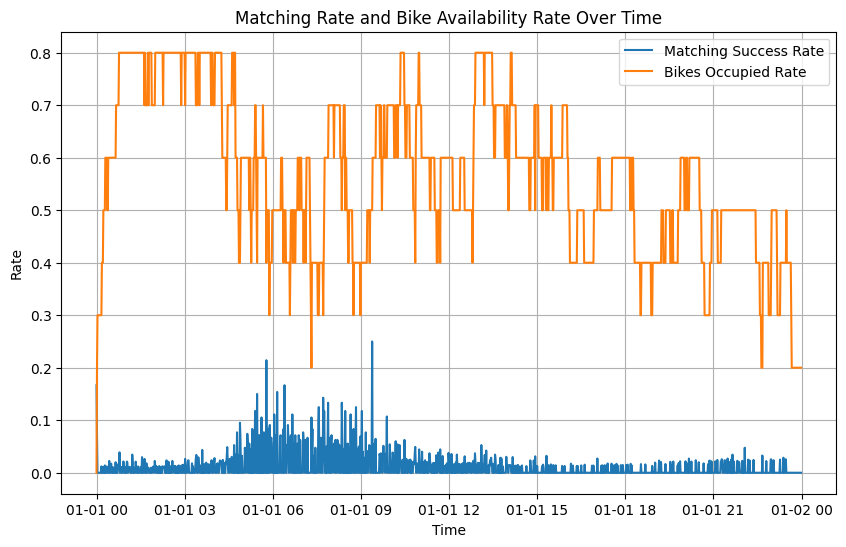 Matching Rate and Bike Availability Rate Over Time
Matching Success Rate
Bikes Occupied Rate
0.8
0.7
0.6
0.5
0.4
0.3
0.2
0.1
0.0
Rate
01-01 00 01-01 03 01-01 06 01-01 09 01-01 12 01-01 15 01-01 18 01-01 21 01-02 00
Time